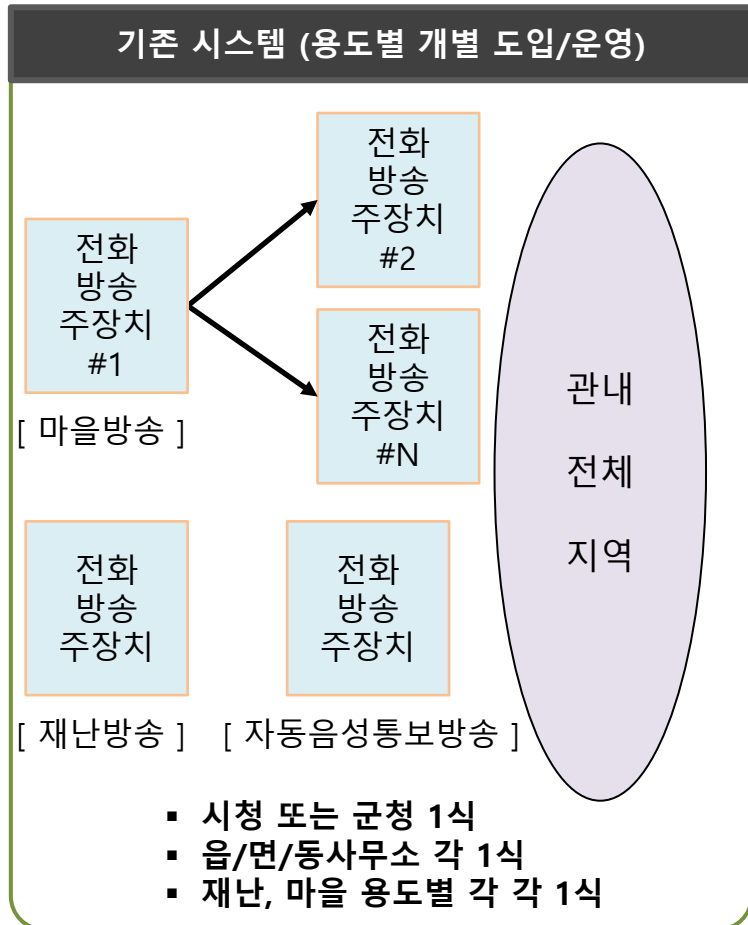 기존 시스템 (용도별 개별 도입/운영)
전화
방송
주장치
#1
[ 마을방송 ]
전화
방송
주장치
#2
전화
방송
주장치
#N
관내
전체
지역
전화
방송
주장치
[ 재난방송 ]
전화
방송
주장치
[ 자동음성통보방송 ]
▪ 시청 또는 군청 1식
▪ 읍/면/동사무소 각 1식
▪ 재난, 마을 용도별 각 각 1식